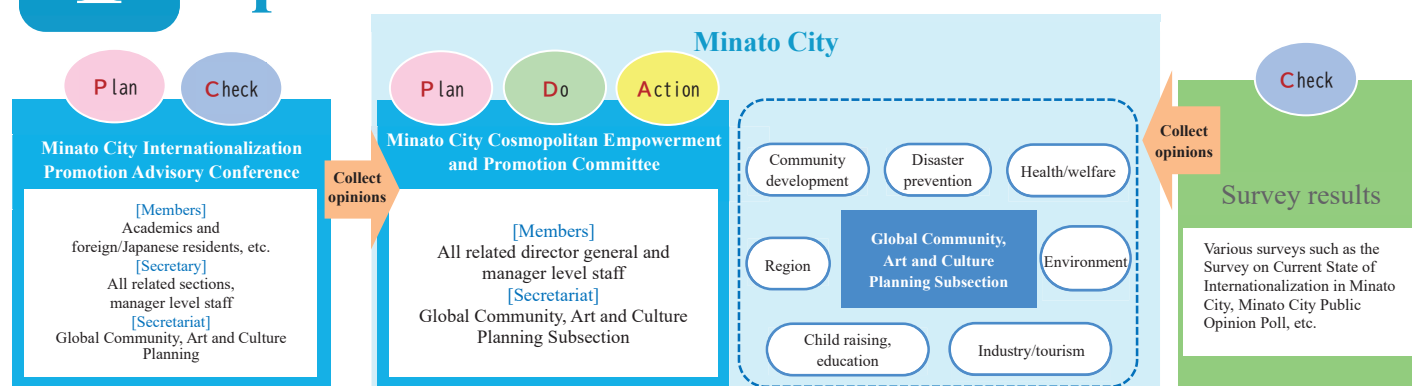 Minato City
Plan
Check
Minato City Internationalization
Promotion Advisory Conference
[Members]
Academics and
foreign/Japanese residents, etc.
[Secretary]
All related sections,
manager level staff
[Secretariat]
Global Community, Art and Culture
Planning
Collect
opinions
Plan
Do
Action
Minato City Cosmopolitan Empowerment
and Promotion Committee
[Members]
All related director general and
manager level staff
[Secretariat]
Global Community, Art and Culture
Planning Subsection
Community
development
Disaster
prevention
Health/welfare
Region
Global Community,
Art and Culture
Planning Subsection
Environment
Child raising,
education
Industry/tourism
Collect
opinions
Check
Survey results
Various surveys such as the
Survey on Current State of
Internationalization in Minato
City, Minato City Public
Opinion Poll, etc.